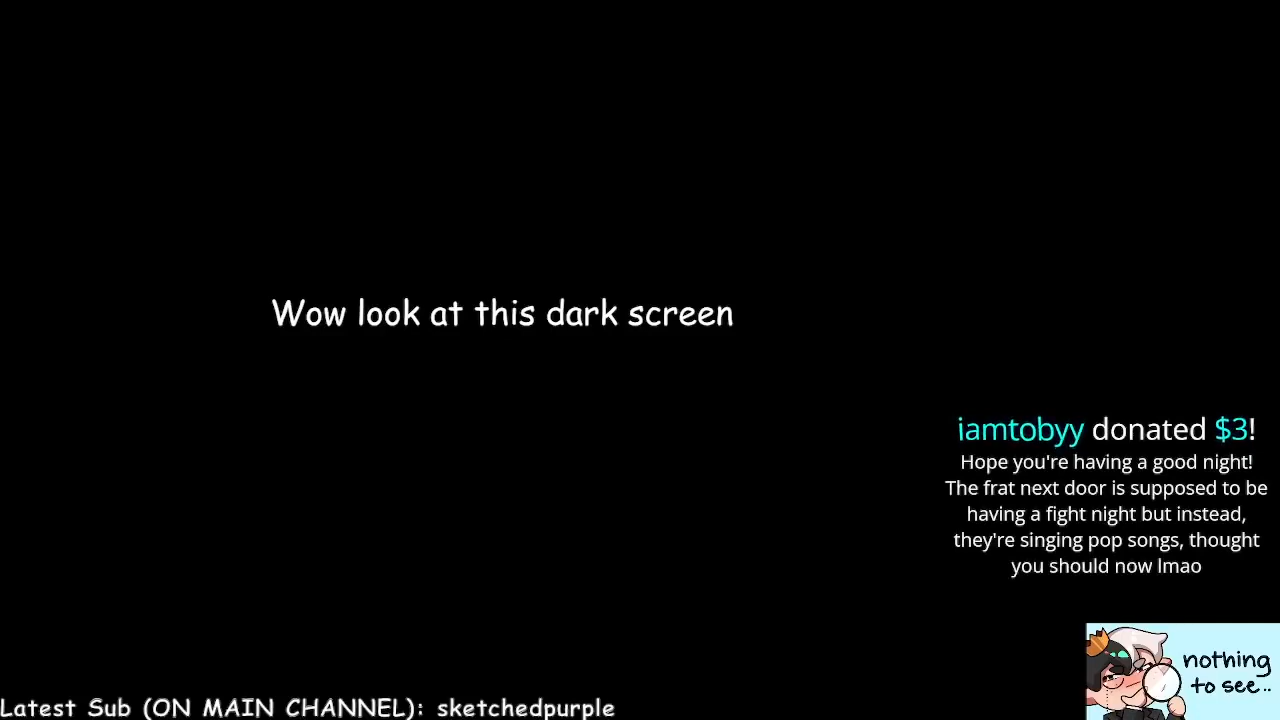 Wow look at this dark screen
iamtobyy donated $3!
Hope you're having a good night!
The frat next door is supposed to be
having a fight night but instead,
they're singing pop songs, thought
you should now lmao
nothing
to see..
Latest Sub (ON MAIN CHANNEL): sketchedpurple